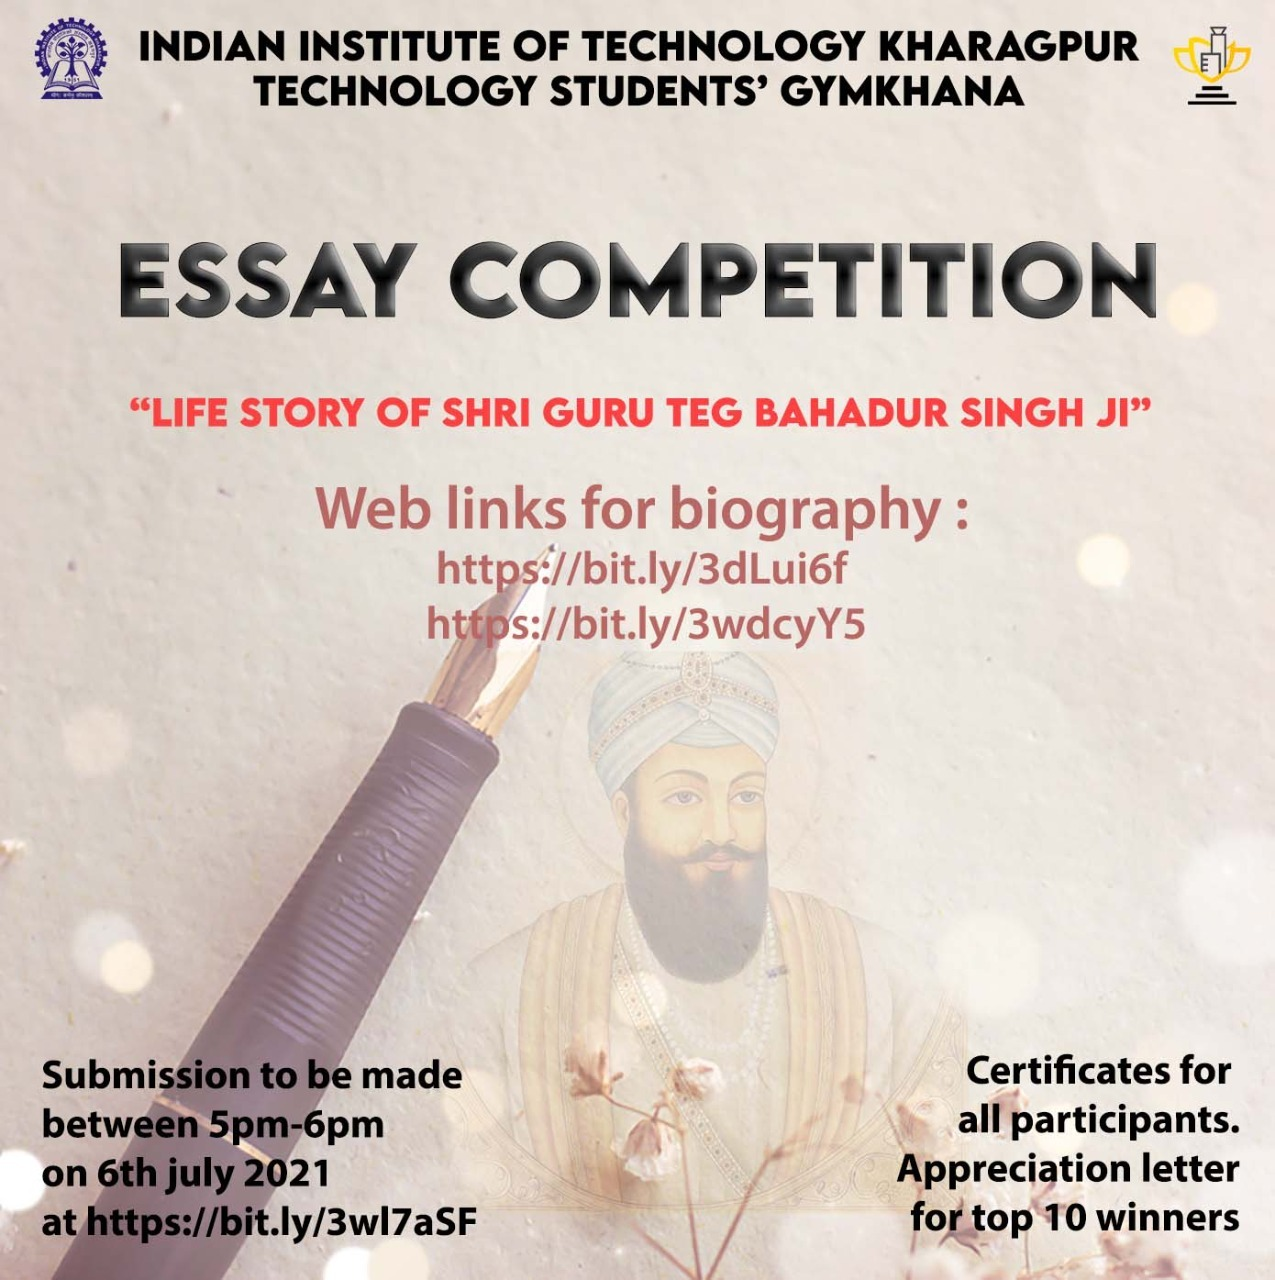 INDIAN INSTITUTE OF TECHNOLOGY KHARAGPUR
TECHNOLOGY STUDENTS’ GYMKHANA
ESSAY COMPETITION
“LIFE STORY OF SHRI GURU TEG BAHADUR SINGH JI”
Web links for biography :
https://bit.ly/3dLui6f
https://bit.ly/3wdcyY5
Submission to be made
between 5pm-6pm
on 6th july 2021
at https://bit.ly/3wl7aSF
Certificates for
all participants.
Appreciation letter
for top 10 winners